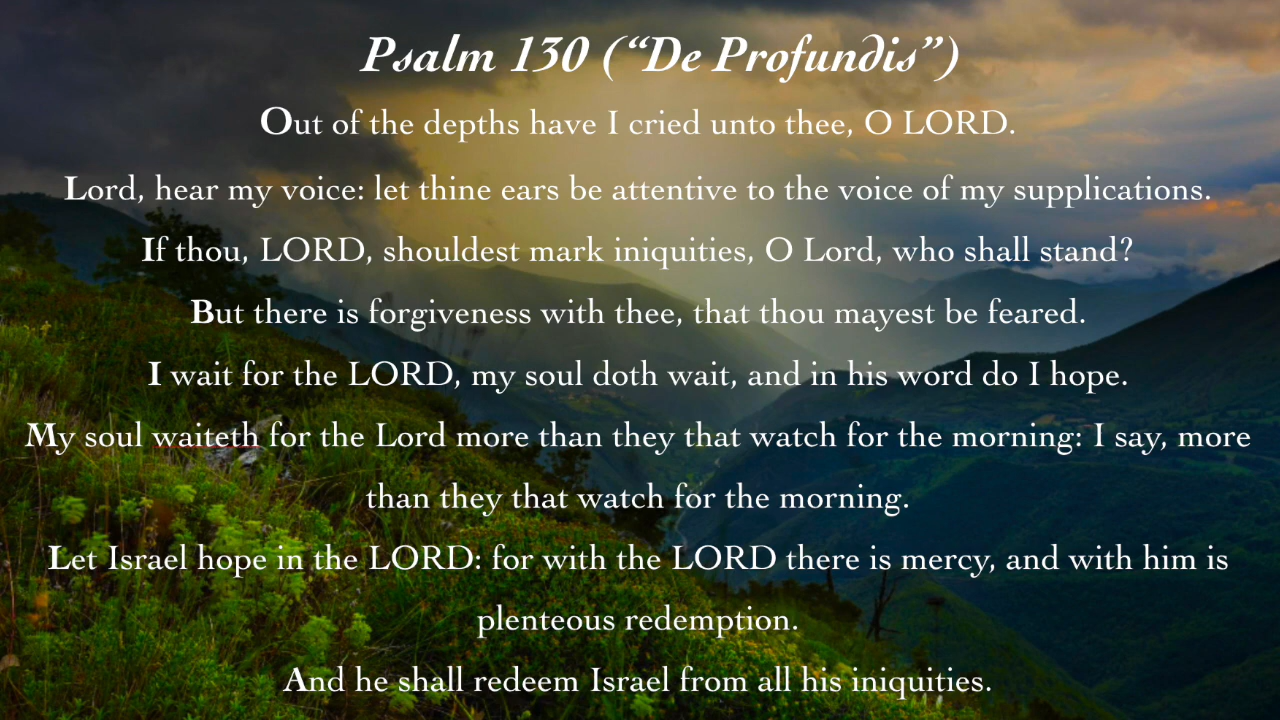 Psalm 130 (“De Profundis”)
Out of the depths have I cried unto thee, O LORD.
Lord, hear my voice: let thine ears be attentive to the voice of my supplications.
If thou, LORD, shouldest mark iniquities, O Lord, who shall stand?
But there is forgiveness with thee, that thou mayest be feared.
I wait for the LORD, my soul doth wait, and in his word do I hope.
My soul waiteth for the Lord more than they that watch for the morning: I say, more
than they that watch for the morning.
Let Israel hope in the LORD: for with the LORD there is mercy, and with him is
plenteous redemption.
And he shall redeem Israel from all his iniquities.